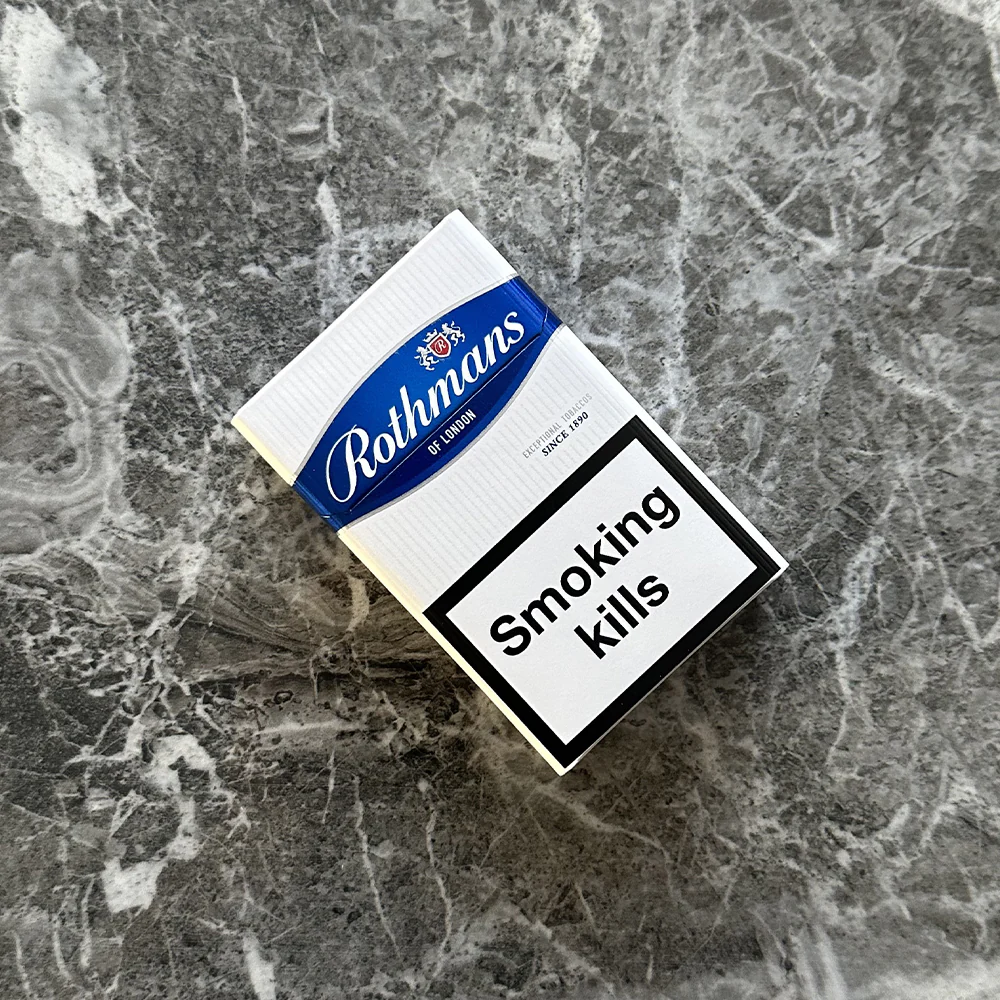 R
Rothmans
OF LONDON
EXCEPTIONAL TOBACCOS
SINCE 1890
Smoking
kills